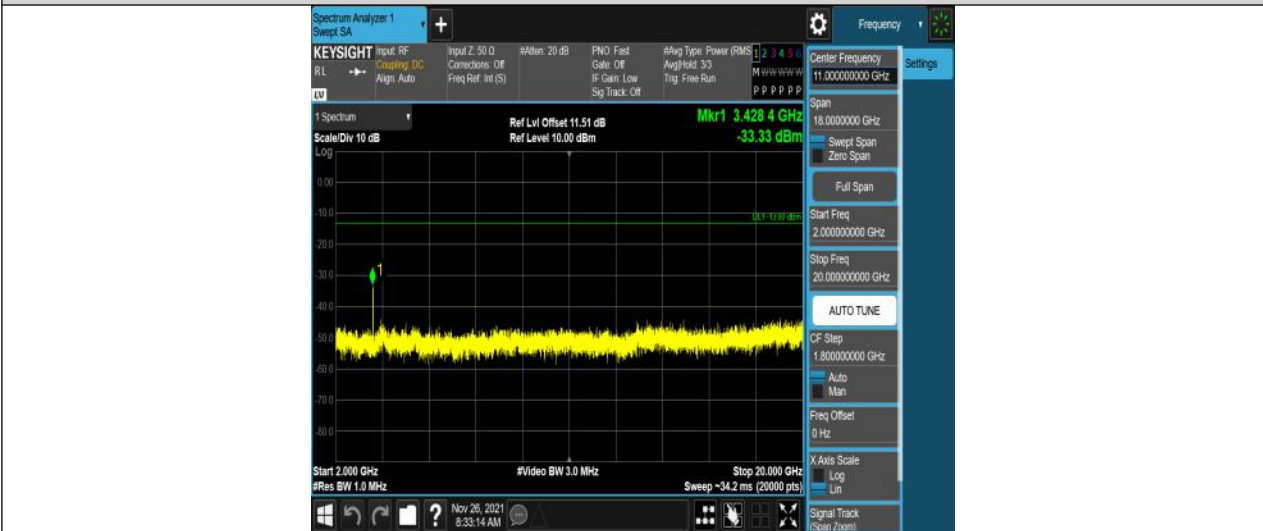 Spectrum Analyzer 1
Swept SA
+
Frequency
KEYSIGHT
RL
LV
Input: RF
Coupling: DC
Align: Auto
Input Z: 50 Ω
Corrections: Off
Freq Ref: Int (S)
#Atten: 20 dB
PNO: Fast
Gate: Off
IF Gain: Low
Sig Track: Off
#Avg Type: Power (RMS
Avg|Hold: 3/3
Trig: Free Run
1 2 3 4 5 6
M W W W W W
P P P P P P
Settings
1 Spectrum
Scale/Div 10 dB
Log
Ref Lvl Offset 11.51 dB
Ref Level 10.00 dBm
Mkr1 3.428 4 GHz
-33.33 dBm
0.00
-10.0
DL1 -13.00 dBm
-20.0
-30.0
1
-40.0
-50.0
-60.0
-70.0
-80.0
Start 2.000 GHz
#Res BW 1.0 MHz
#Video BW 3.0 MHz
Stop 20.000 GHz
Sweep ~34.2 ms (20000 pts)
Center Frequency
11.000000000 GHz
Span
18.0000000 GHz
Swept Span
Zero Span
Full Span
Start Freq
2.000000000 GHz
Stop Freq
20.000000000 GHz
AUTO TUNE
CF Step
1.800000000 GHz
Auto
Man
Freq Offset
0 Hz
X Axis Scale
Log
Lin
Signal Track
(Span Zoom)
?
Nov 26, 2021
8:33:14 AM